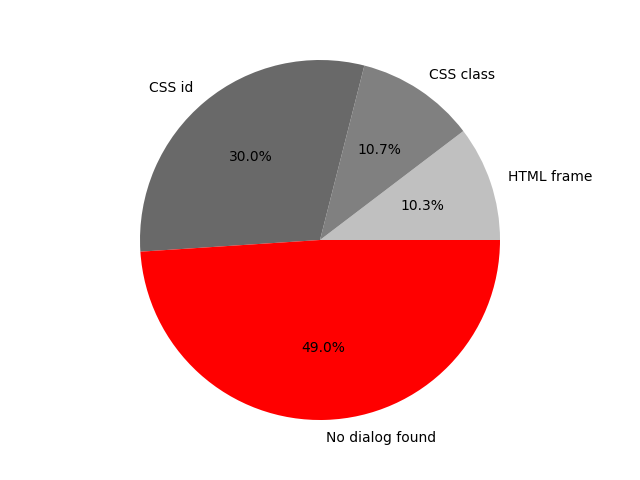 CSS class
CSS id
30.0%
10.7%
HTML frame
10.3%
49.0%
No dialog found